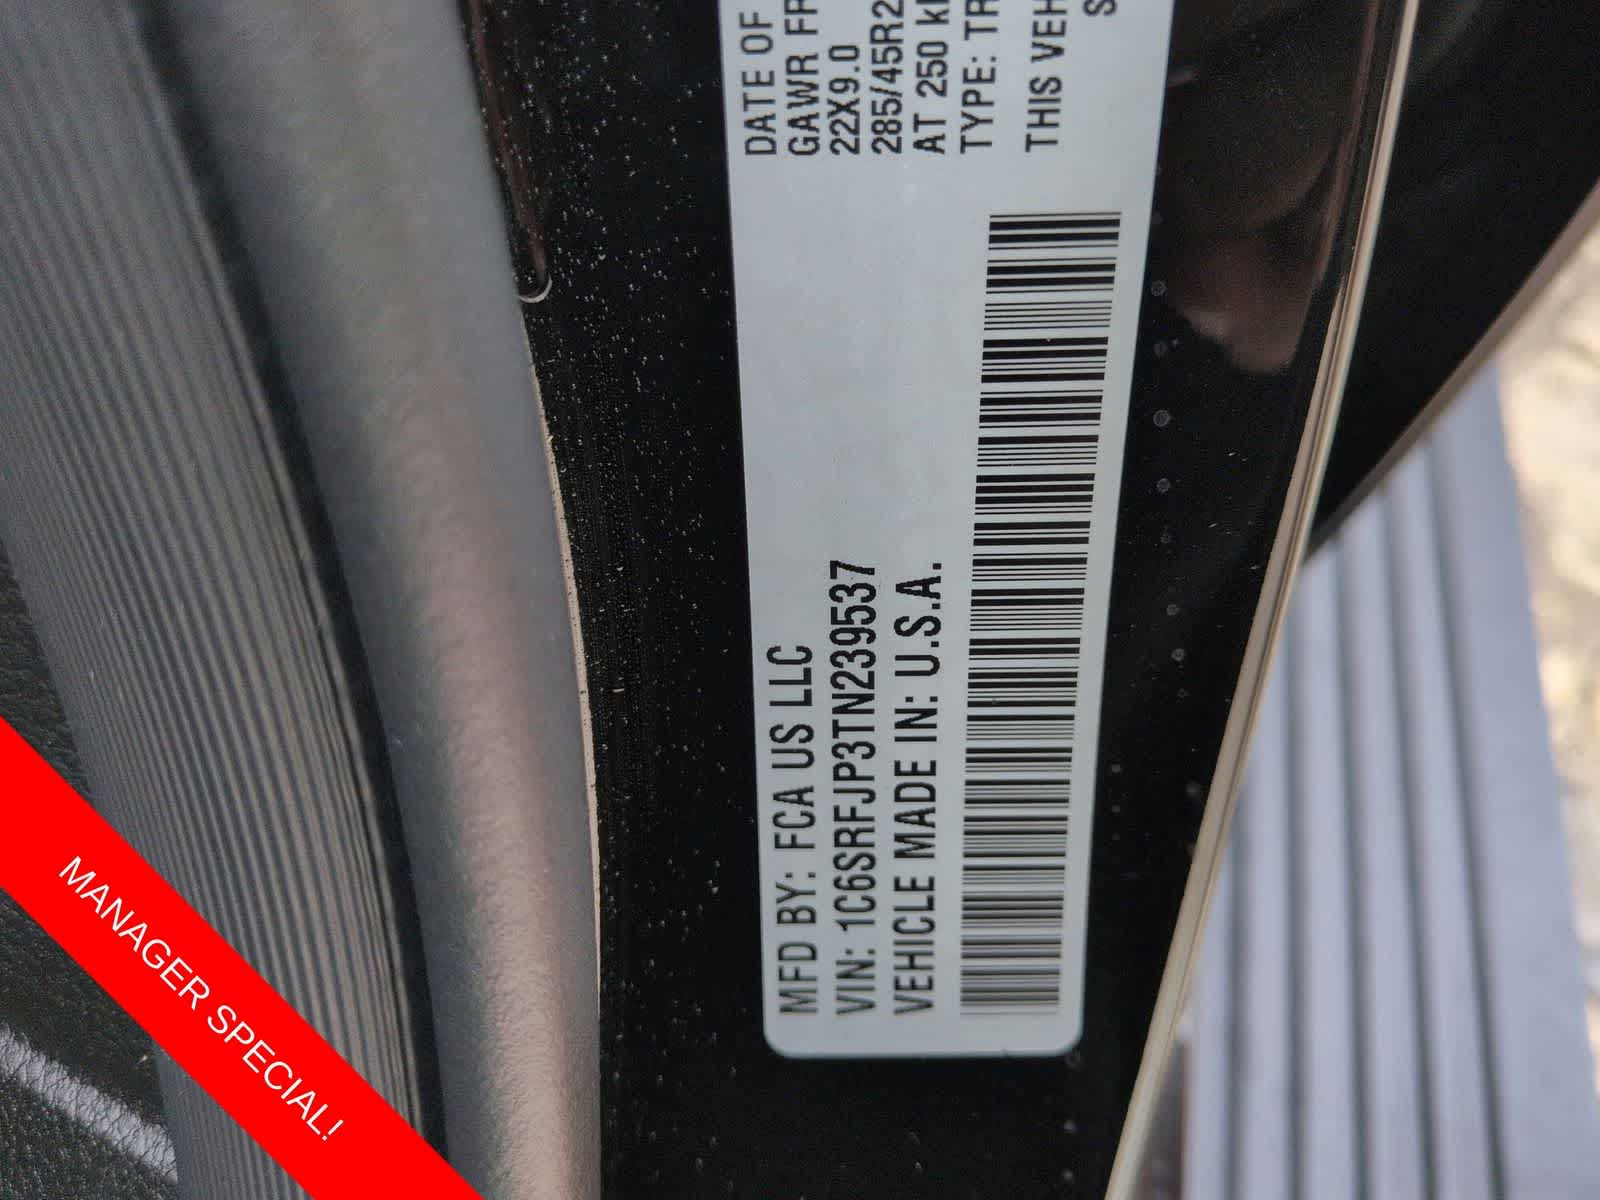 MFD BY: FCA US LLC
VIN: 1C6SRFJP3TN239537
VEHICLE MADE IN: U.S.A.
DATE OF
GAWR FR
22X9.0
285/45R2
AT 250 k
TYPE: TR
THIS VEH
S
MANAGER SPECIAL!